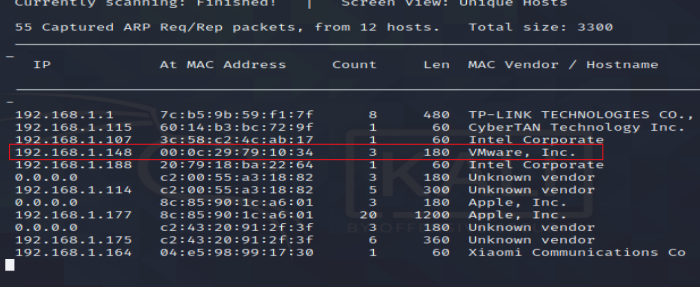 Currently scanning: Finished!   |   Screen View: Unique Hosts
55 Captured ARP Req/Rep packets, from 12 hosts.   Total size: 3300
IP            At MAC Address     Count     Len  MAC Vendor / Hostname
192.168.1.1     7c:b5:9b:59:f1:7f      8     480  TP-LINK TECHNOLOGIES CO.,
192.168.1.115   60:14:b3:bc:72:9f      1      60  CyberTAN Technology Inc.
192.168.1.107   3c:58:c2:4c:ab:17      1      60  Intel Corporate
192.168.1.148   00:0c:29:79:10:34      3     180  VMware, Inc.
192.168.1.188   20:79:18:ba:22:64      1      60  Intel Corporate
0.0.0.0         c2:00:55:a3:18:82      3     180  Unknown vendor
192.168.1.114   c2:00:55:a3:18:82      5     300  Unknown vendor
0.0.0.0         8c:85:90:1c:a6:01      3     180  Apple, Inc.
192.168.1.177   8c:85:90:1c:a6:01     20    1200  Apple, Inc.
0.0.0.0         c2:43:20:91:2f:3f      3     180  Unknown vendor
192.168.1.175   c2:43:20:91:2f:3f      6     360  Unknown vendor
192.168.1.164   04:e5:98:99:17:30      1      60  Xiaomi Communications Co